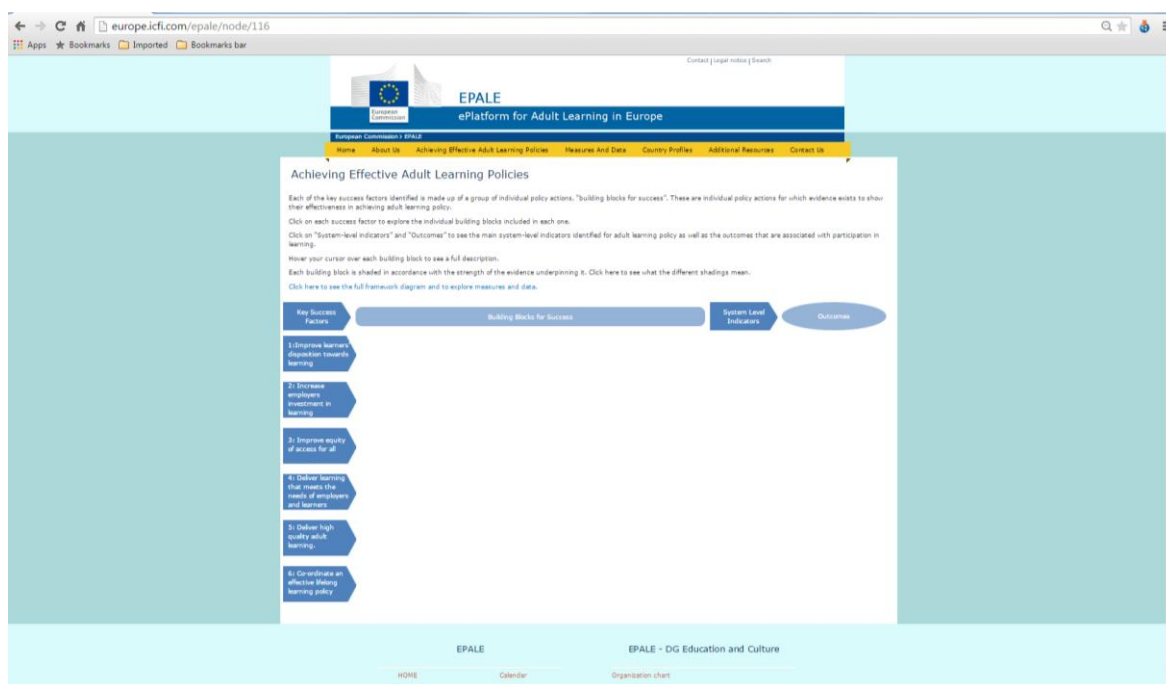 europe.icfi.com/epale/node/116
Apps Bookmarks Imported Bookmarks bar
Contact | Legal notice | Search
European
Commission
EPALE
ePlatform for Adult Learning in Europe
European Commission > EPALE
Home About Us Achieving Effective Adult Learning Policies Measures And Data Country Profiles Additional Resources Contact Us
Achieving Effective Adult Learning Policies
Each of the key success factors identified is made up of a group of individual policy actions, "building blocks for success". These are individual policy actions for which evidence exists to show
their effectiveness in achieving adult learning policy.
Click on each success factor to explore the individual building blocks included in each one.
Click on "System-level indicators" and "Outcomes" to see the main system-level indicators identified for adult learning policy as well as the outcomes that are associated with participation in
learning.
Hover your cursor over each building block to see a full description.
Each building block is shaded in accordance with the strength of the evidence underpinning it. Click here to see what the different shadings mean.
Click here to see the full framework diagram and to explore measures and data.
Key Success
Factors
Building Blocks for Success
System Level
Indicators
Outcomes
1:Improve learners'
disposition towards
learning
2: Increase
employers
investment in
learning
3: Improve equity
of access for all
4: Deliver learning
that meets the
needs of employers
and learners
5: Deliver high
quality adult
learning.
6: Co-ordinate an
effective lifelong
learning policy
EPALE
EPALE - DG Education and Culture
HOME Calendar Organization chart